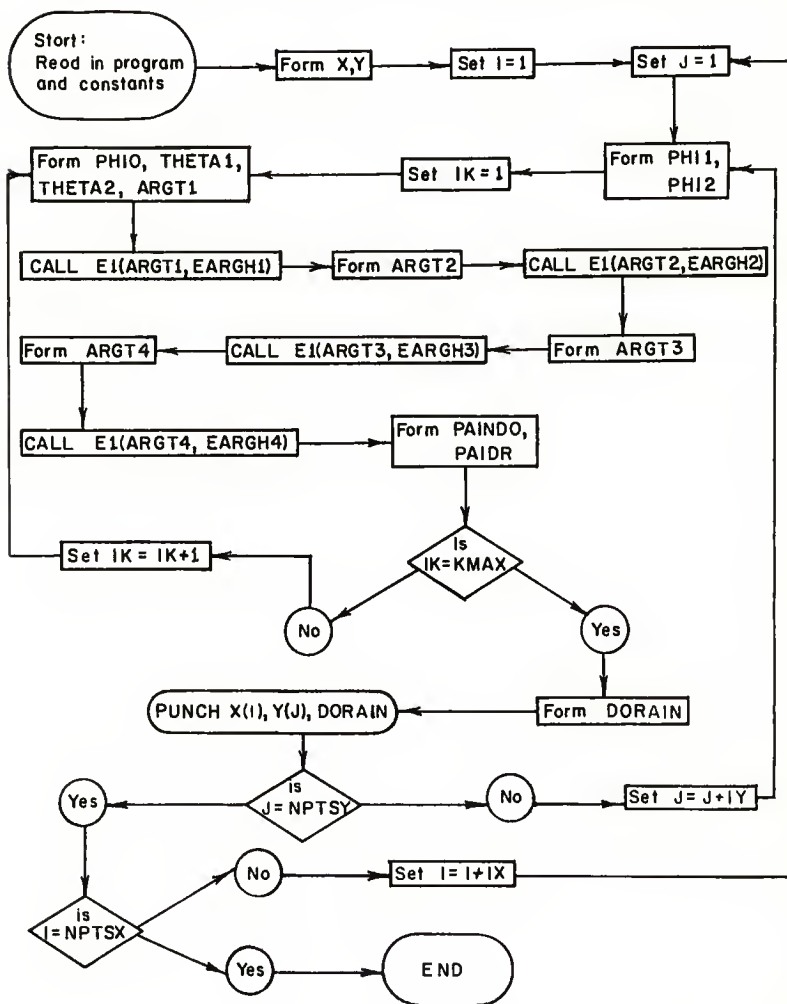 Start:
Read in program
and constants
Form X,Y
Set I=1
Set J=1
Form PHIO, THETA1,
THETA2, ARGT1
Set IK=1
Form PHI1,
PHI2
CALL E1(ARGT1,EARGH1)
Form ARGT2
CALL E1(ARGT2,EARGH2)
Form ARGT4
CALL E1(ARGT3,EARGH3)
Form ARGT3
CALL E1(ARGT4, EARGH4)
Form PAINDO,
PAIDR
Set IK= IK+1
Is
IK=KMAX
No
Yes
PUNCH X(I), Y(J), DORAIN
Form DORAIN
Yes
is
J=NPTSY
No
Set J= J+IY
is
I=NPTSX
No
Set I= I+IX
Yes
END